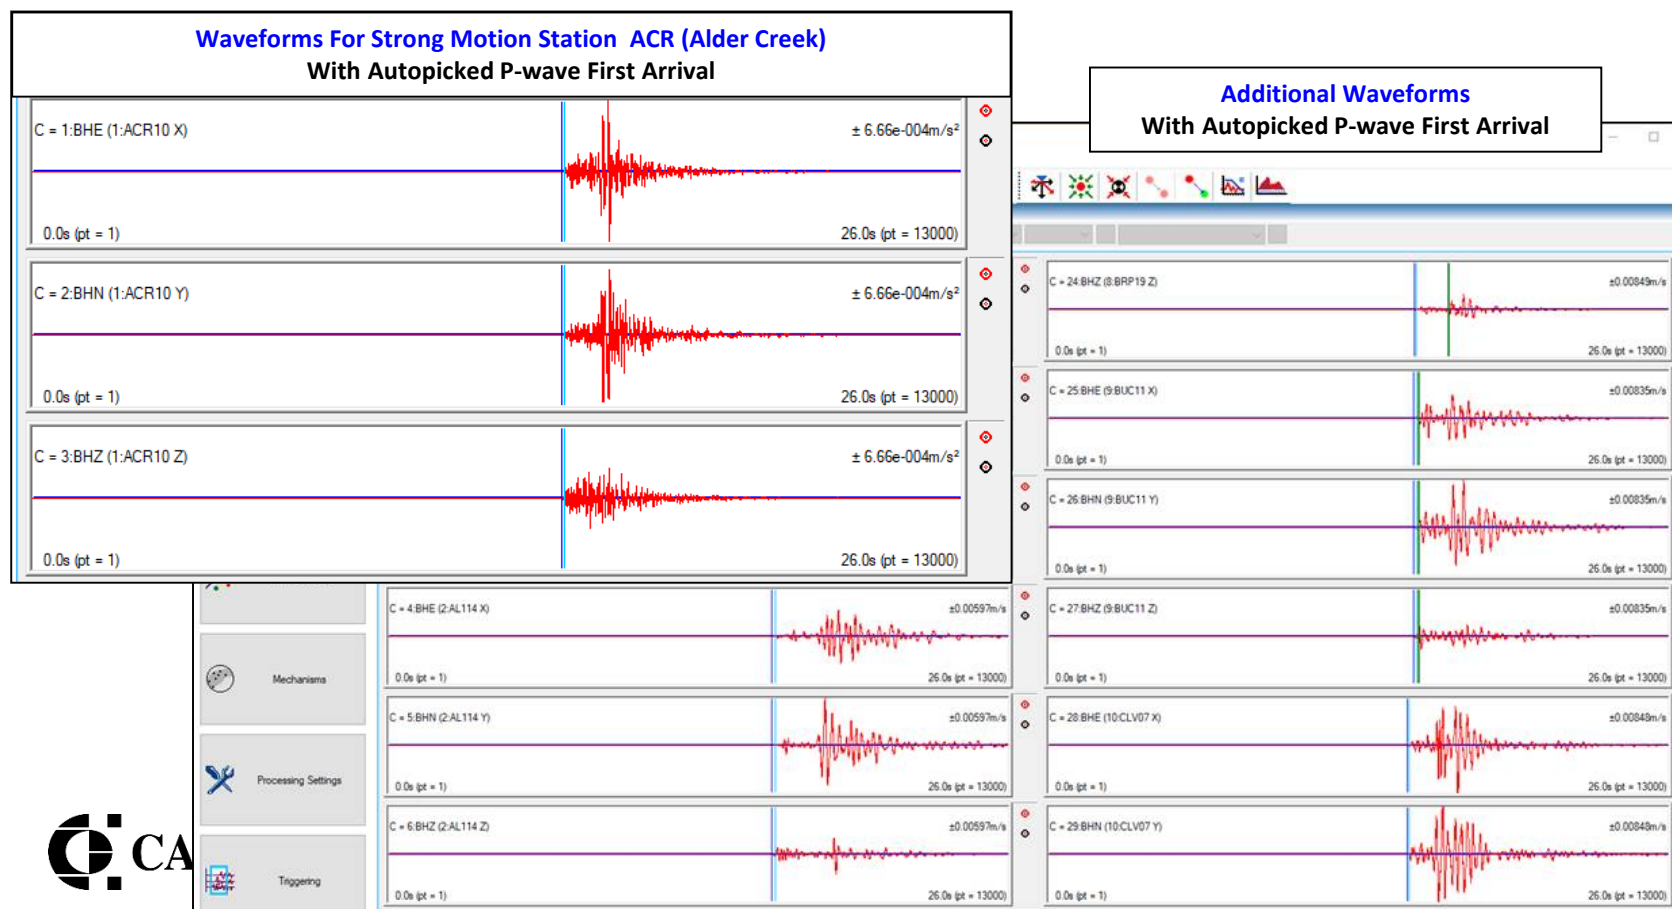 Waveforms For Strong Motion Station ACR (Alder Creek)
With Autopicked P-wave First Arrival
C = 1:BHE (1:ACR10 X)
± 6.66e-004m/s²
0.0s (pt = 1)
26.0s (pt = 13000)
C = 2:BHN (1:ACR10 Y)
± 6.66e-004m/s²
0.0s (pt = 1)
26.0s (pt = 13000)
C = 3:BHZ (1:ACR10 Z)
± 6.66e-004m/s²
0.0s (pt = 1)
26.0s (pt = 13000)
Additional Waveforms
With Autopicked P-wave First Arrival
C = 24:BHZ (8:BRP19 Z)
±0.00849m/s
0.0s (pt = 1)
26.0s (pt = 13000)
C = 25:BHE (9:BUC11 X)
±0.00835m/s
0.0s (pt = 1)
26.0s (pt = 13000)
C = 26:BHN (9:BUC11 Y)
±0.00835m/s
0.0s (pt = 1)
26.0s (pt = 13000)
C = 27:BHZ (9:BUC11 Z)
±0.00835m/s
0.0s (pt = 1)
26.0s (pt = 13000)
C = 28:BHE (10:CLV07 X)
±0.00848m/s
0.0s (pt = 1)
26.0s (pt = 13000)
C = 29:BHN (10:CLV07 Y)
±0.00848m/s
0.0s (pt = 1)
26.0s (pt = 13000)
C = 4:BHE (2:AL114 X)
±0.00597m/s
0.0s (pt = 1)
26.0s (pt = 13000)
C = 5:BHN (2:AL114 Y)
±0.00597m/s
0.0s (pt = 1)
26.0s (pt = 13000)
C = 6:BHZ (2:AL114 Z)
±0.00597m/s
0.0s (pt = 1)
26.0s (pt = 13000)
Mechanisms
Processing Settings
Triggering
CA